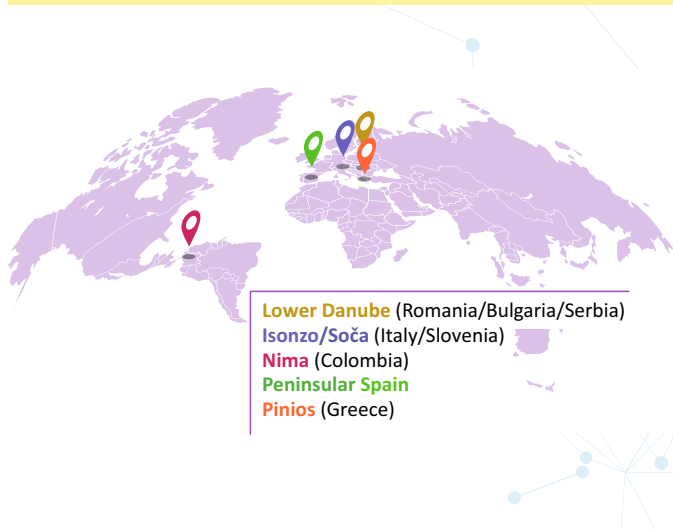 Lower Danube (Romania/Bulgaria/Serbia)
Isonzo/Soča (Italy/Slovenia)
Nima (Colombia)
Peninsular Spain
Pinios (Greece)